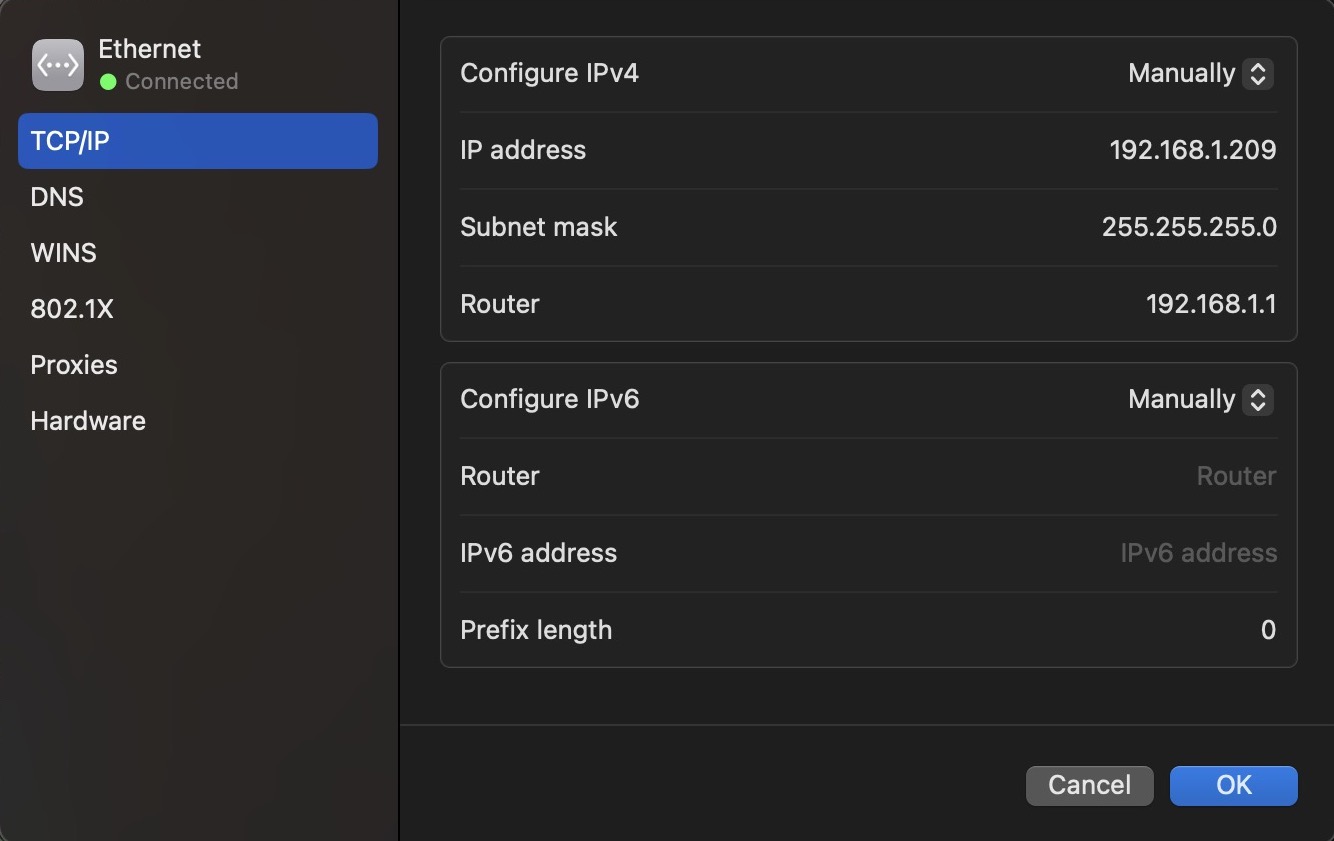 Ethernet
Connected
TCP/IP
DNS
WINS
802.1X
Proxies
Hardware
Configure IPv4 Manually
IP address 192.168.1.209
Subnet mask 255.255.255.0
Router 192.168.1.1
Configure IPv6 Manually
Router Router
IPv6 address IPv6 address
Prefix length 0
Cancel OK